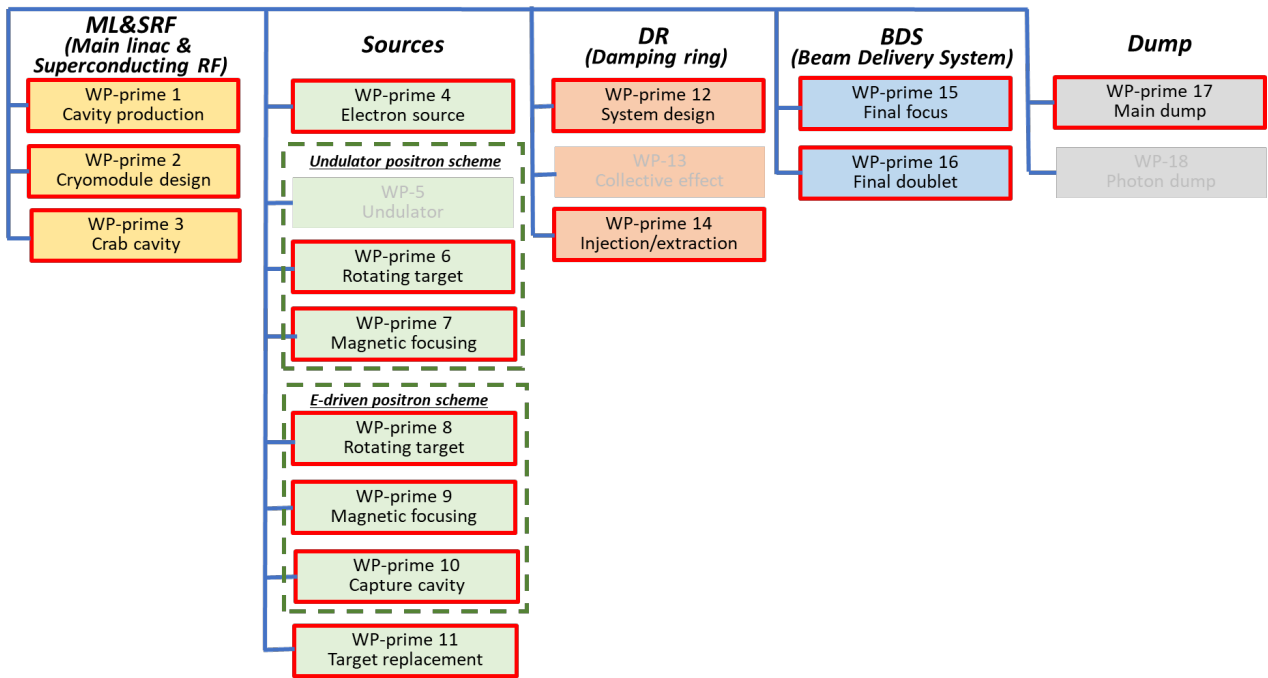 ML&SRF
(Main linac &
Superconducting RF)
WP-prime 1
Cavity production
WP-prime 2
Cryomodule design
WP-prime 3
Crab cavity
Sources
WP-prime 4
Electron source
Undulator positron scheme
WP-5
Undulator
WP-prime 6
Rotating target
WP-prime 7
Magnetic focusing
E-driven positron scheme
WP-prime 8
Rotating target
WP-prime 9
Magnetic focusing
WP-prime 10
Capture cavity
WP-prime 11
Target replacement
DR
(Damping ring)
WP-prime 12
System design
WP-13
Collective effect
WP-prime 14
Injection/extraction
BDS
(Beam Delivery System)
WP-prime 15
Final focus
WP-prime 16
Final doublet
Dump
WP-prime 17
Main dump
WP-18
Photon dump